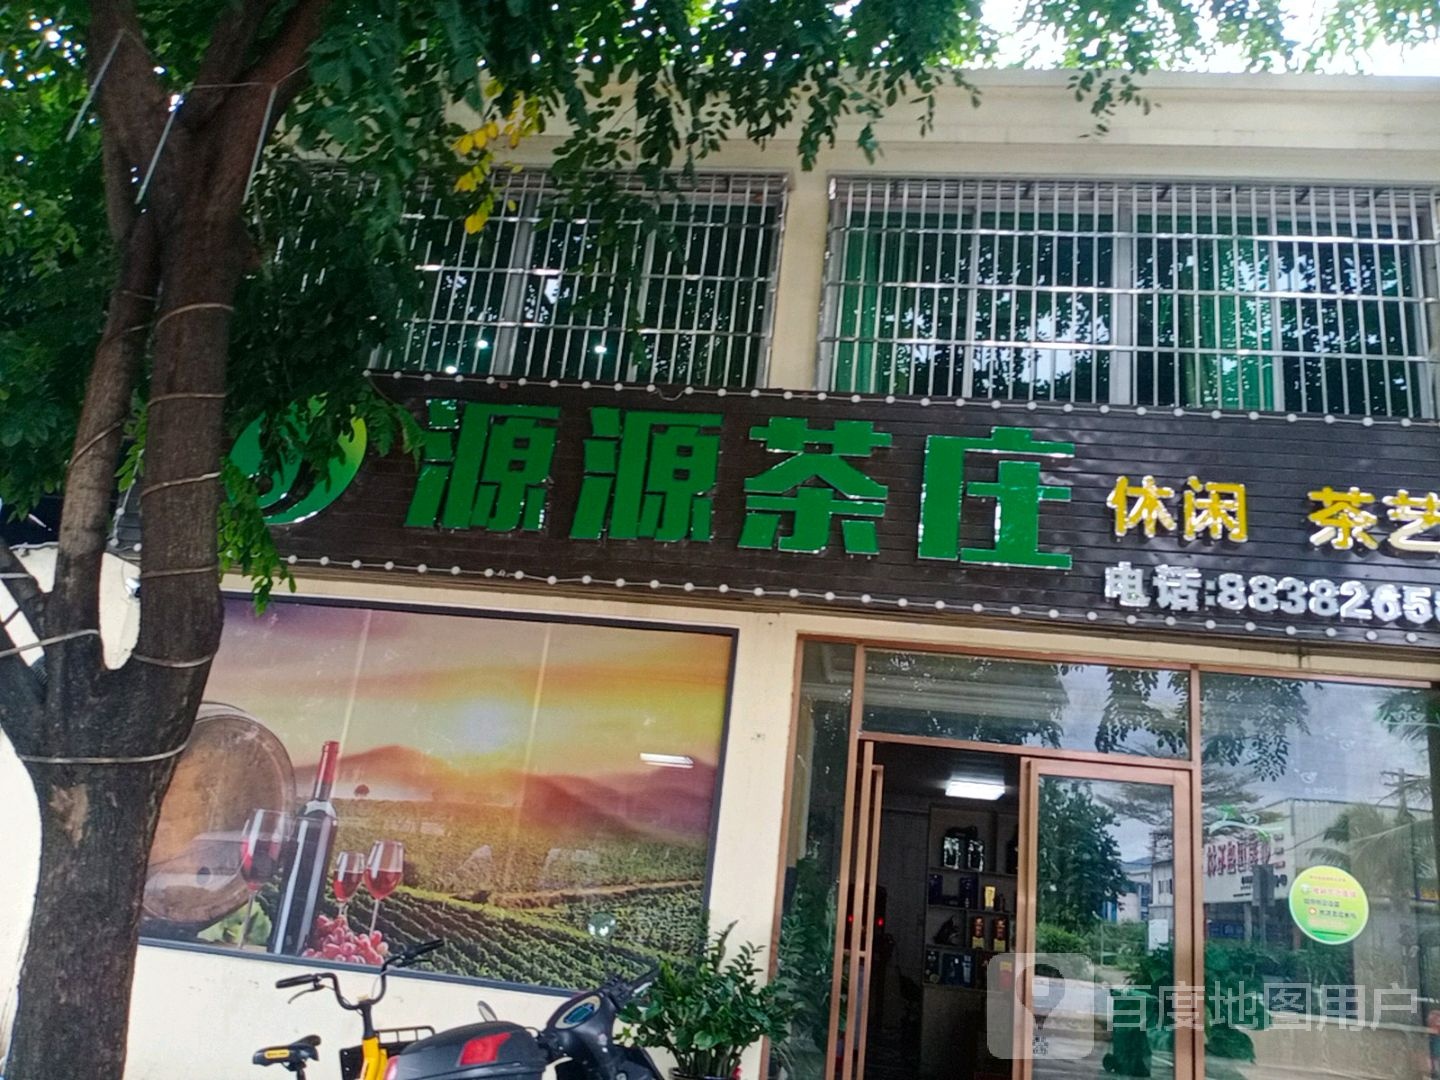 源源茶庄
休闲 茶艺
电话:8838265
百度地图用户